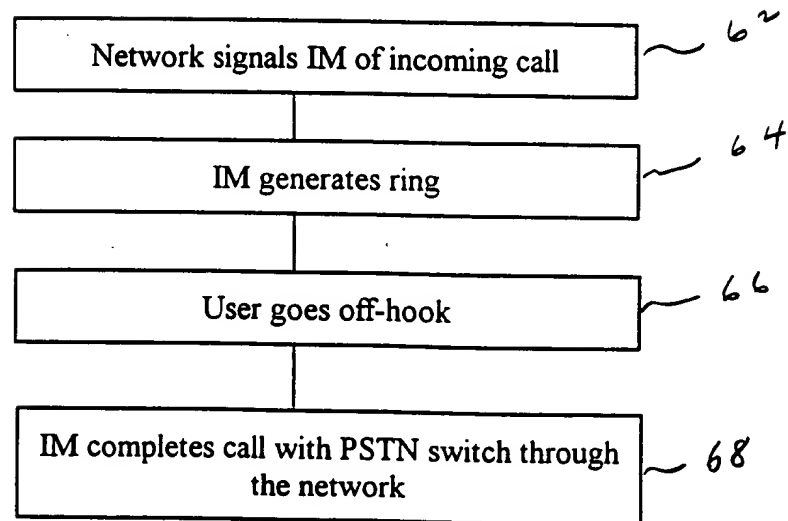 Network signals IM of incoming call
62
IM generates ring
64
User goes off-hook
66
IM completes call with PSTN switch through
the network
68